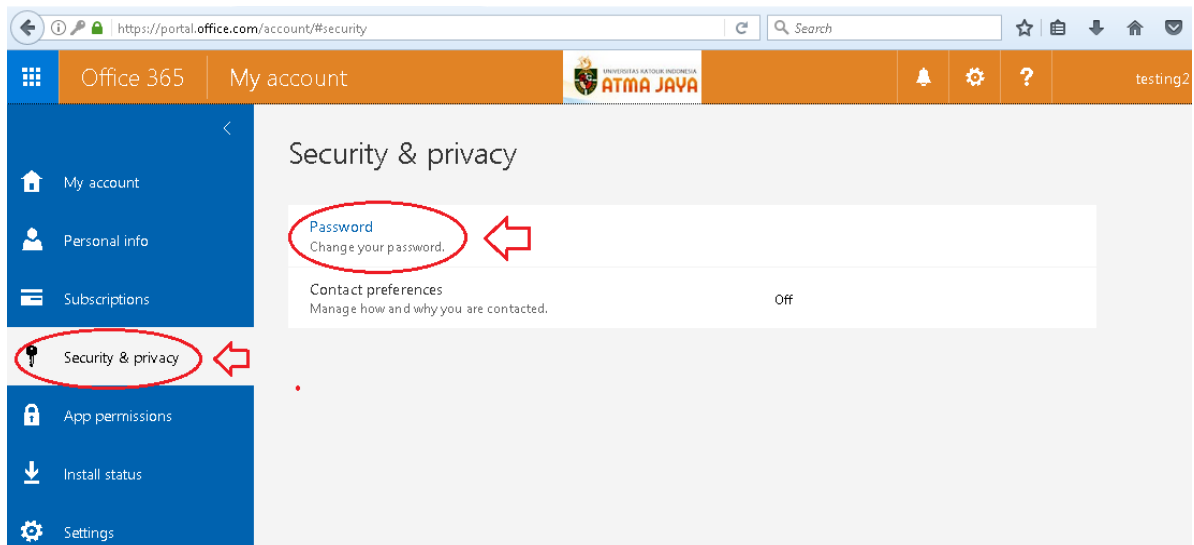 https://portal.office.com/account/#security
Search
Office 365
My account
UNIVERSITAS KATOLIK INDONESIA
ATMA JAYA
?
testing2
My account
Personal info
Subscriptions
Security & privacy
App permissions
Install status
Settings
Security & privacy
Password
Change your password.
Contact preferences
Manage how and why you are contacted.
Off